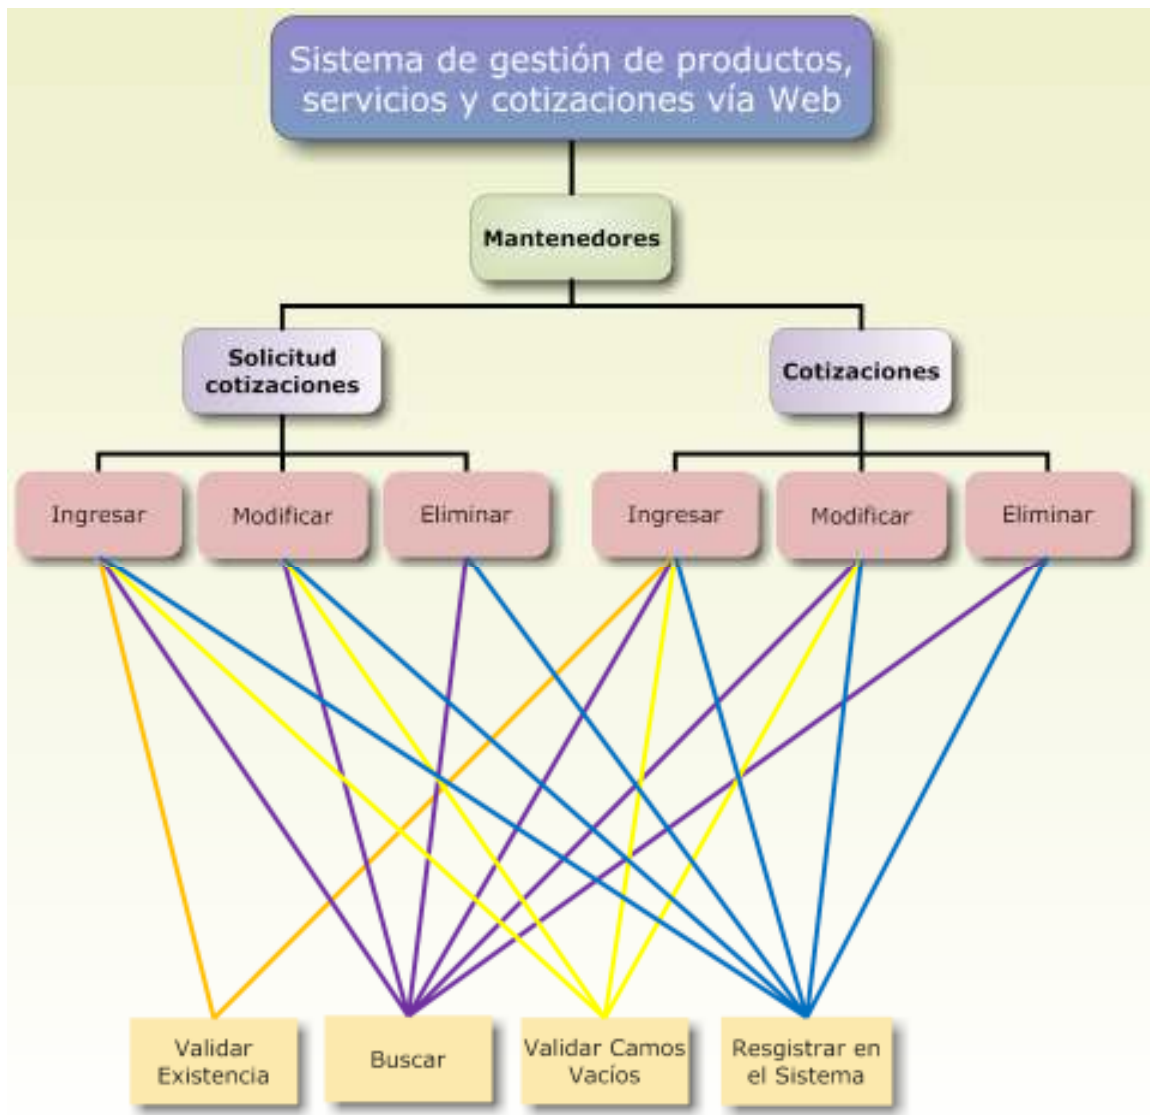 Sistema de gestión de productos,
servicios y cotizaciones vía Web
Mantenedores
Solicitud
cotizaciones
Cotizaciones
Ingresar
Modificar
Eliminar
Ingresar
Modificar
Eliminar
Validar
Existencia
Buscar
Validar Camos
Vacíos
Resgistrar en
el Sistema